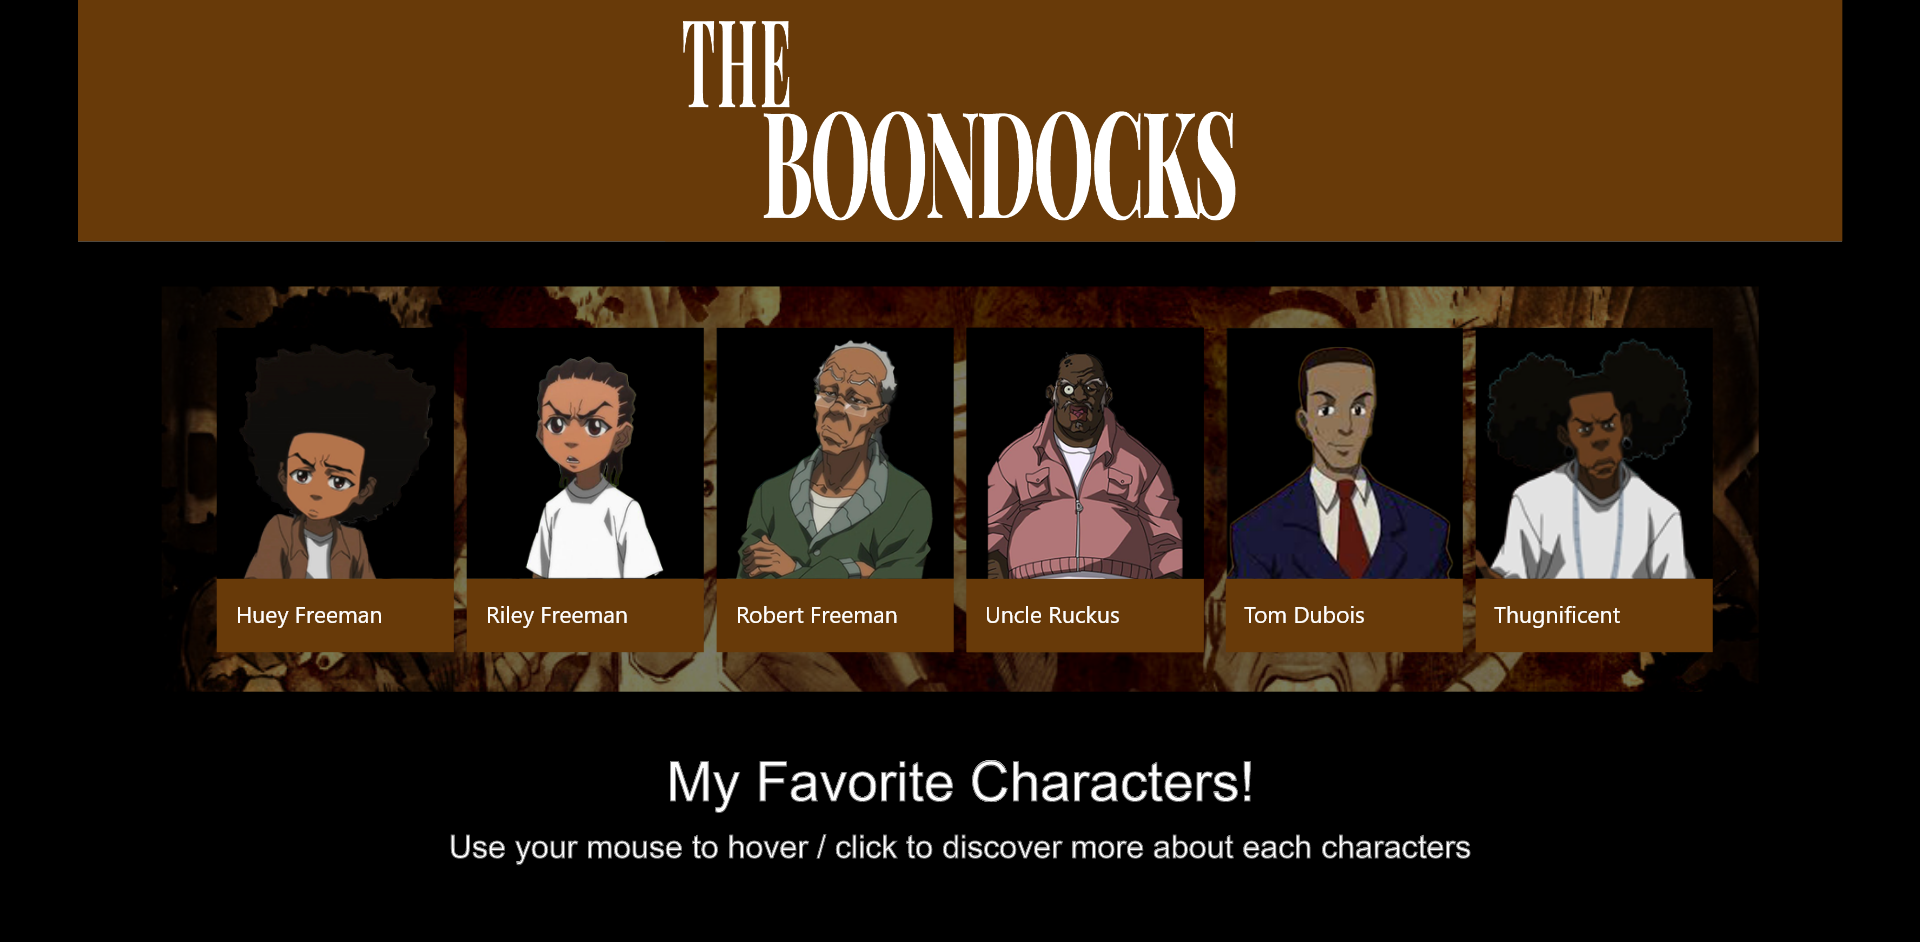 THE
BOONDOCKS
Huey Freeman
Riley Freeman
Robert Freeman
Uncle Ruckus
Tom Dubois
Thugnificent
My Favorite Characters!
Use your mouse to hover / click to discover more about each characters